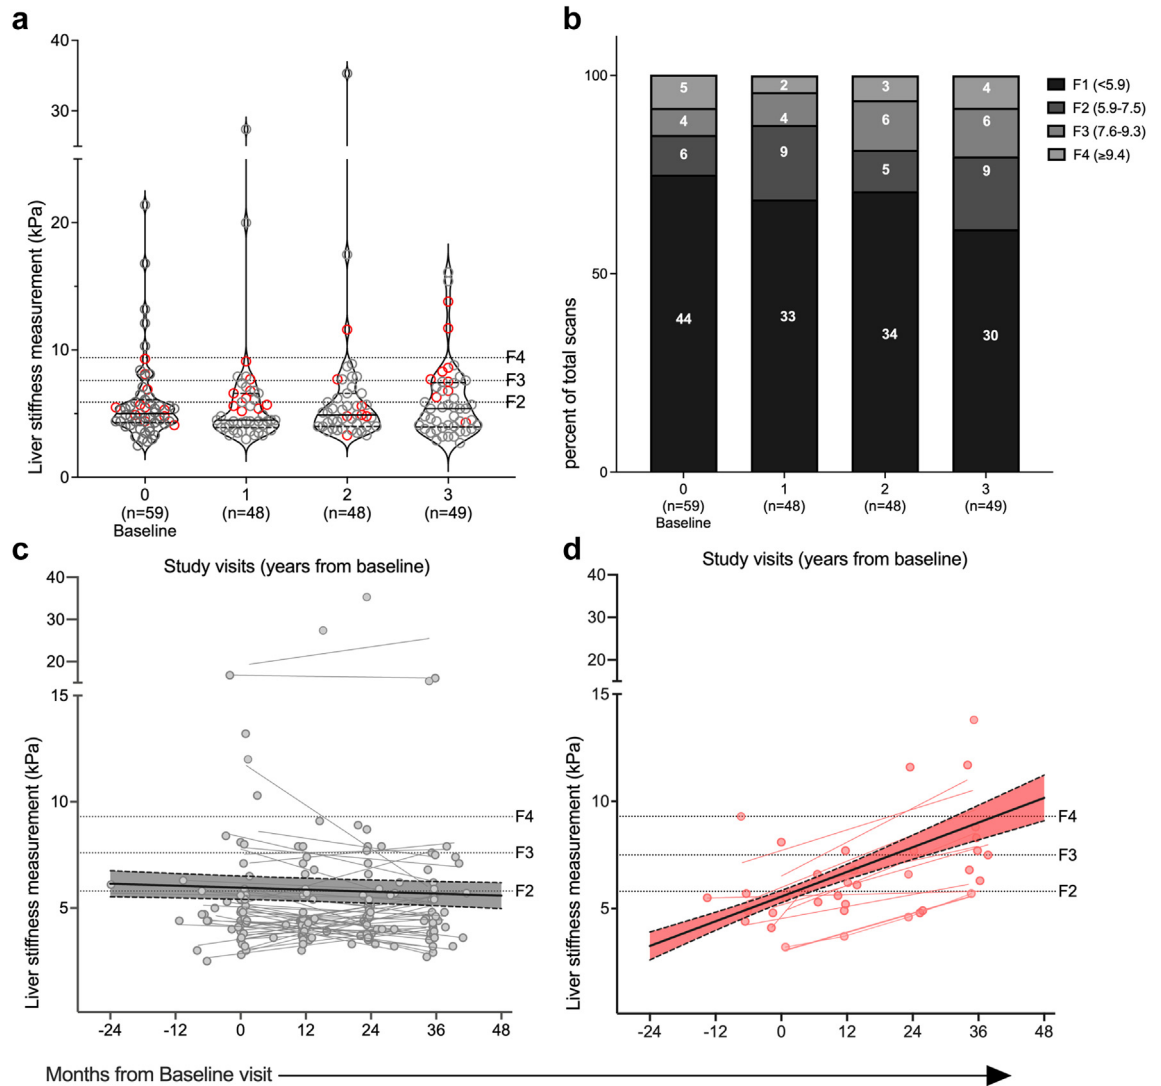 a
40
30
20
10
0
Liver stiffness measurement (kPa)
F4
F3
F2
0
(n=59)
Baseline
1
(n=48)
2
(n=48)
3
(n=49)
b
100
50
0
percent of total scans
5
4
6
44
2
4
9
33
3
6
5
34
4
6
9
30
F1 (<5.9)
F2 (5.9-7.5)
F3 (7.6-9.3)
F4 (≥9.4)
0
(n=59)
Baseline
1
(n=48)
2
(n=48)
3
(n=49)
c
Study visits (years from baseline)
40
30
20
15
10
5
Liver stiffness measurement (kPa)
F4
F3
F2
-24 -12 0 12 24 36 48
d
Study visits (years from baseline)
40
30
20
15
10
5
Liver stiffness measurement (kPa)
F4
F3
F2
-24 -12 0 12 24 36 48
Months from Baseline visit